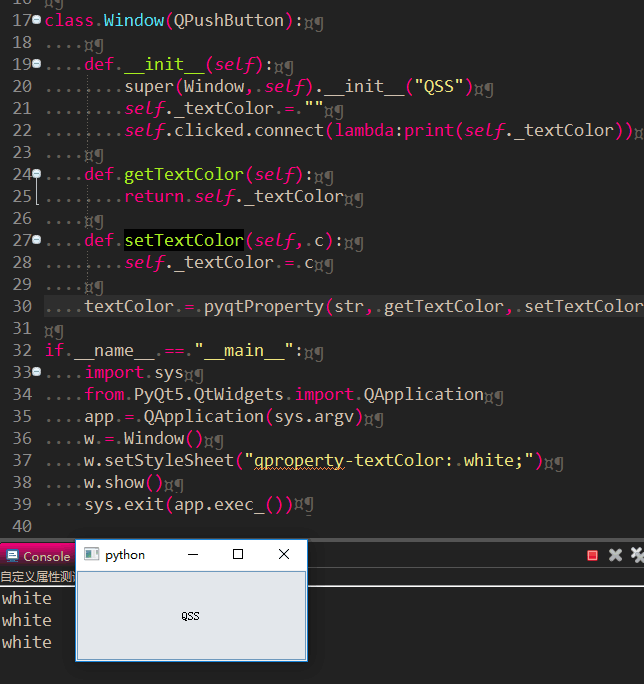 16
17 class Window(QPushButton):
18
19     def __init__(self):
20         super(Window, self).__init__("QSS")
21         self._textColor = ""
22         self.clicked.connect(lambda:print(self._textColor))
23
24     def getTextColor(self):
25         return self._textColor
26
27     def setTextColor(self, c):
28         self._textColor = c
29
30     textColor = pyqtProperty(str, getTextColor, setTextColor
31
32 if __name__ == "__main__":
33     import sys
34     from PyQt5.QtWidgets import QApplication
35     app = QApplication(sys.argv)
36     w = Window()
37     w.setStyleSheet("qproperty-textColor: white;")
38     w.show()
39     sys.exit(app.exec_())
40
Console
python
自定义属性测
QSS
white
white
white